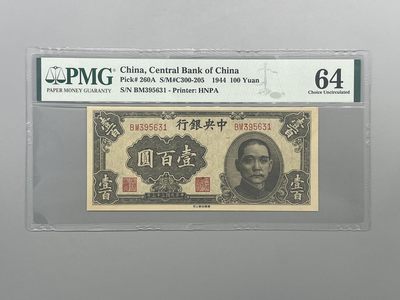 PMG
PAPER MONEY GUARANTY
China, Central Bank of China
Pick# 260A S/M#C300-205 1944 100 Yuan
S/N BM395631 - Printer: HNPA
64
Choice Uncirculated
行銀央中
BM395631
BM395631
圓百壹
壹百
壹百